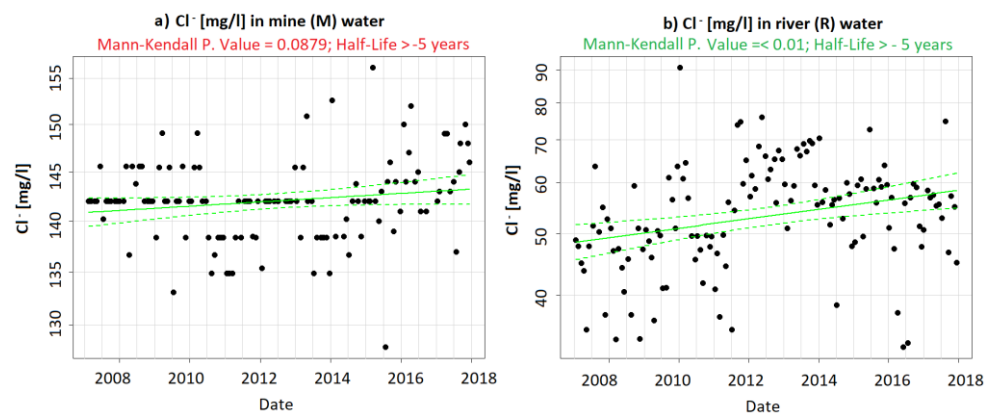 a) Cl⁻ [mg/l] in mine (M) water
Mann-Kendall P. Value = 0.0879; Half-Life > -5 years
155
150
145
140
135
130
Cl⁻ [mg/l]
2008 2010 2012 2014 2016 2018
Date
b) Cl⁻ [mg/l] in river (R) water
Mann-Kendall P. Value =< 0.01; Half-Life > - 5 years
90
80
70
60
50
40
Cl⁻ [mg/l]
2008 2010 2012 2014 2016 2018
Date